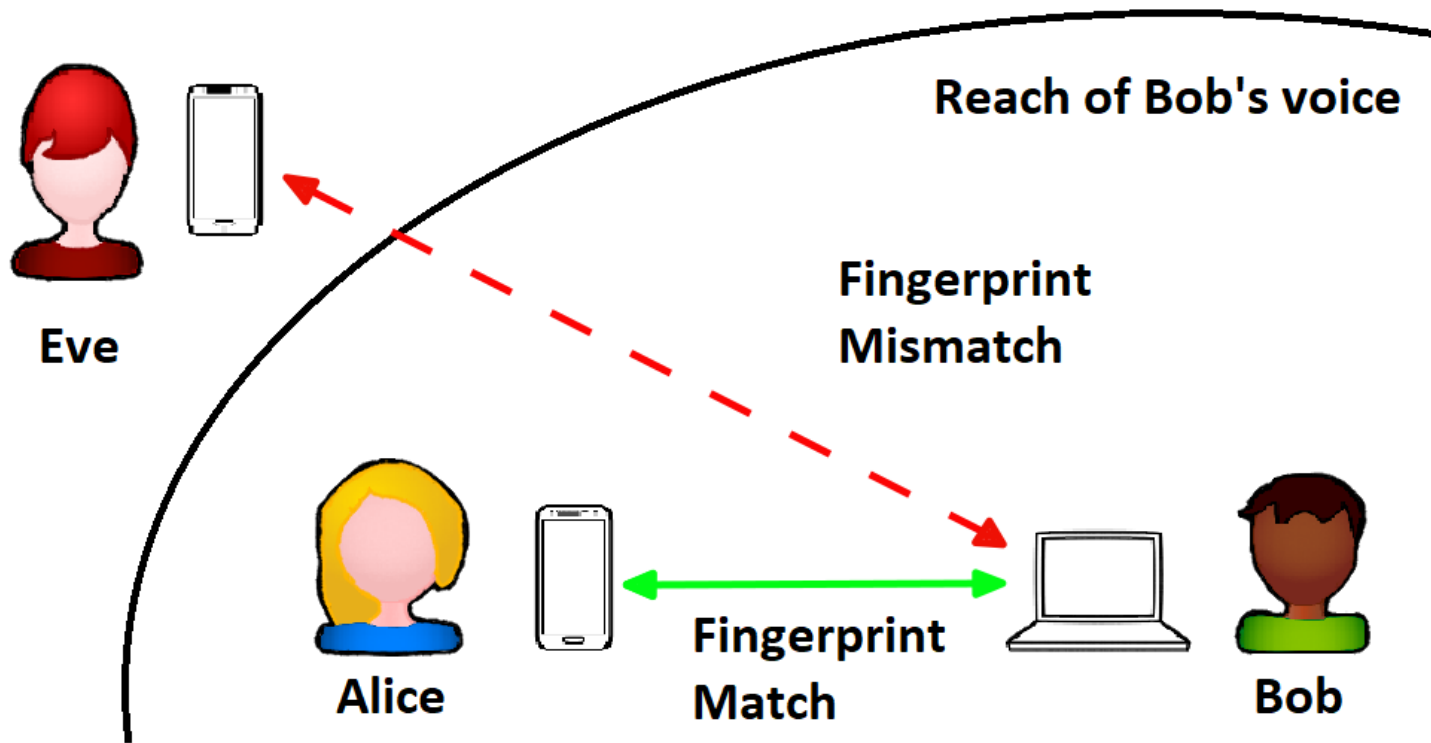 Reach of Bob's voice
Eve
Fingerprint
Mismatch
Alice
Fingerprint
Match
Bob